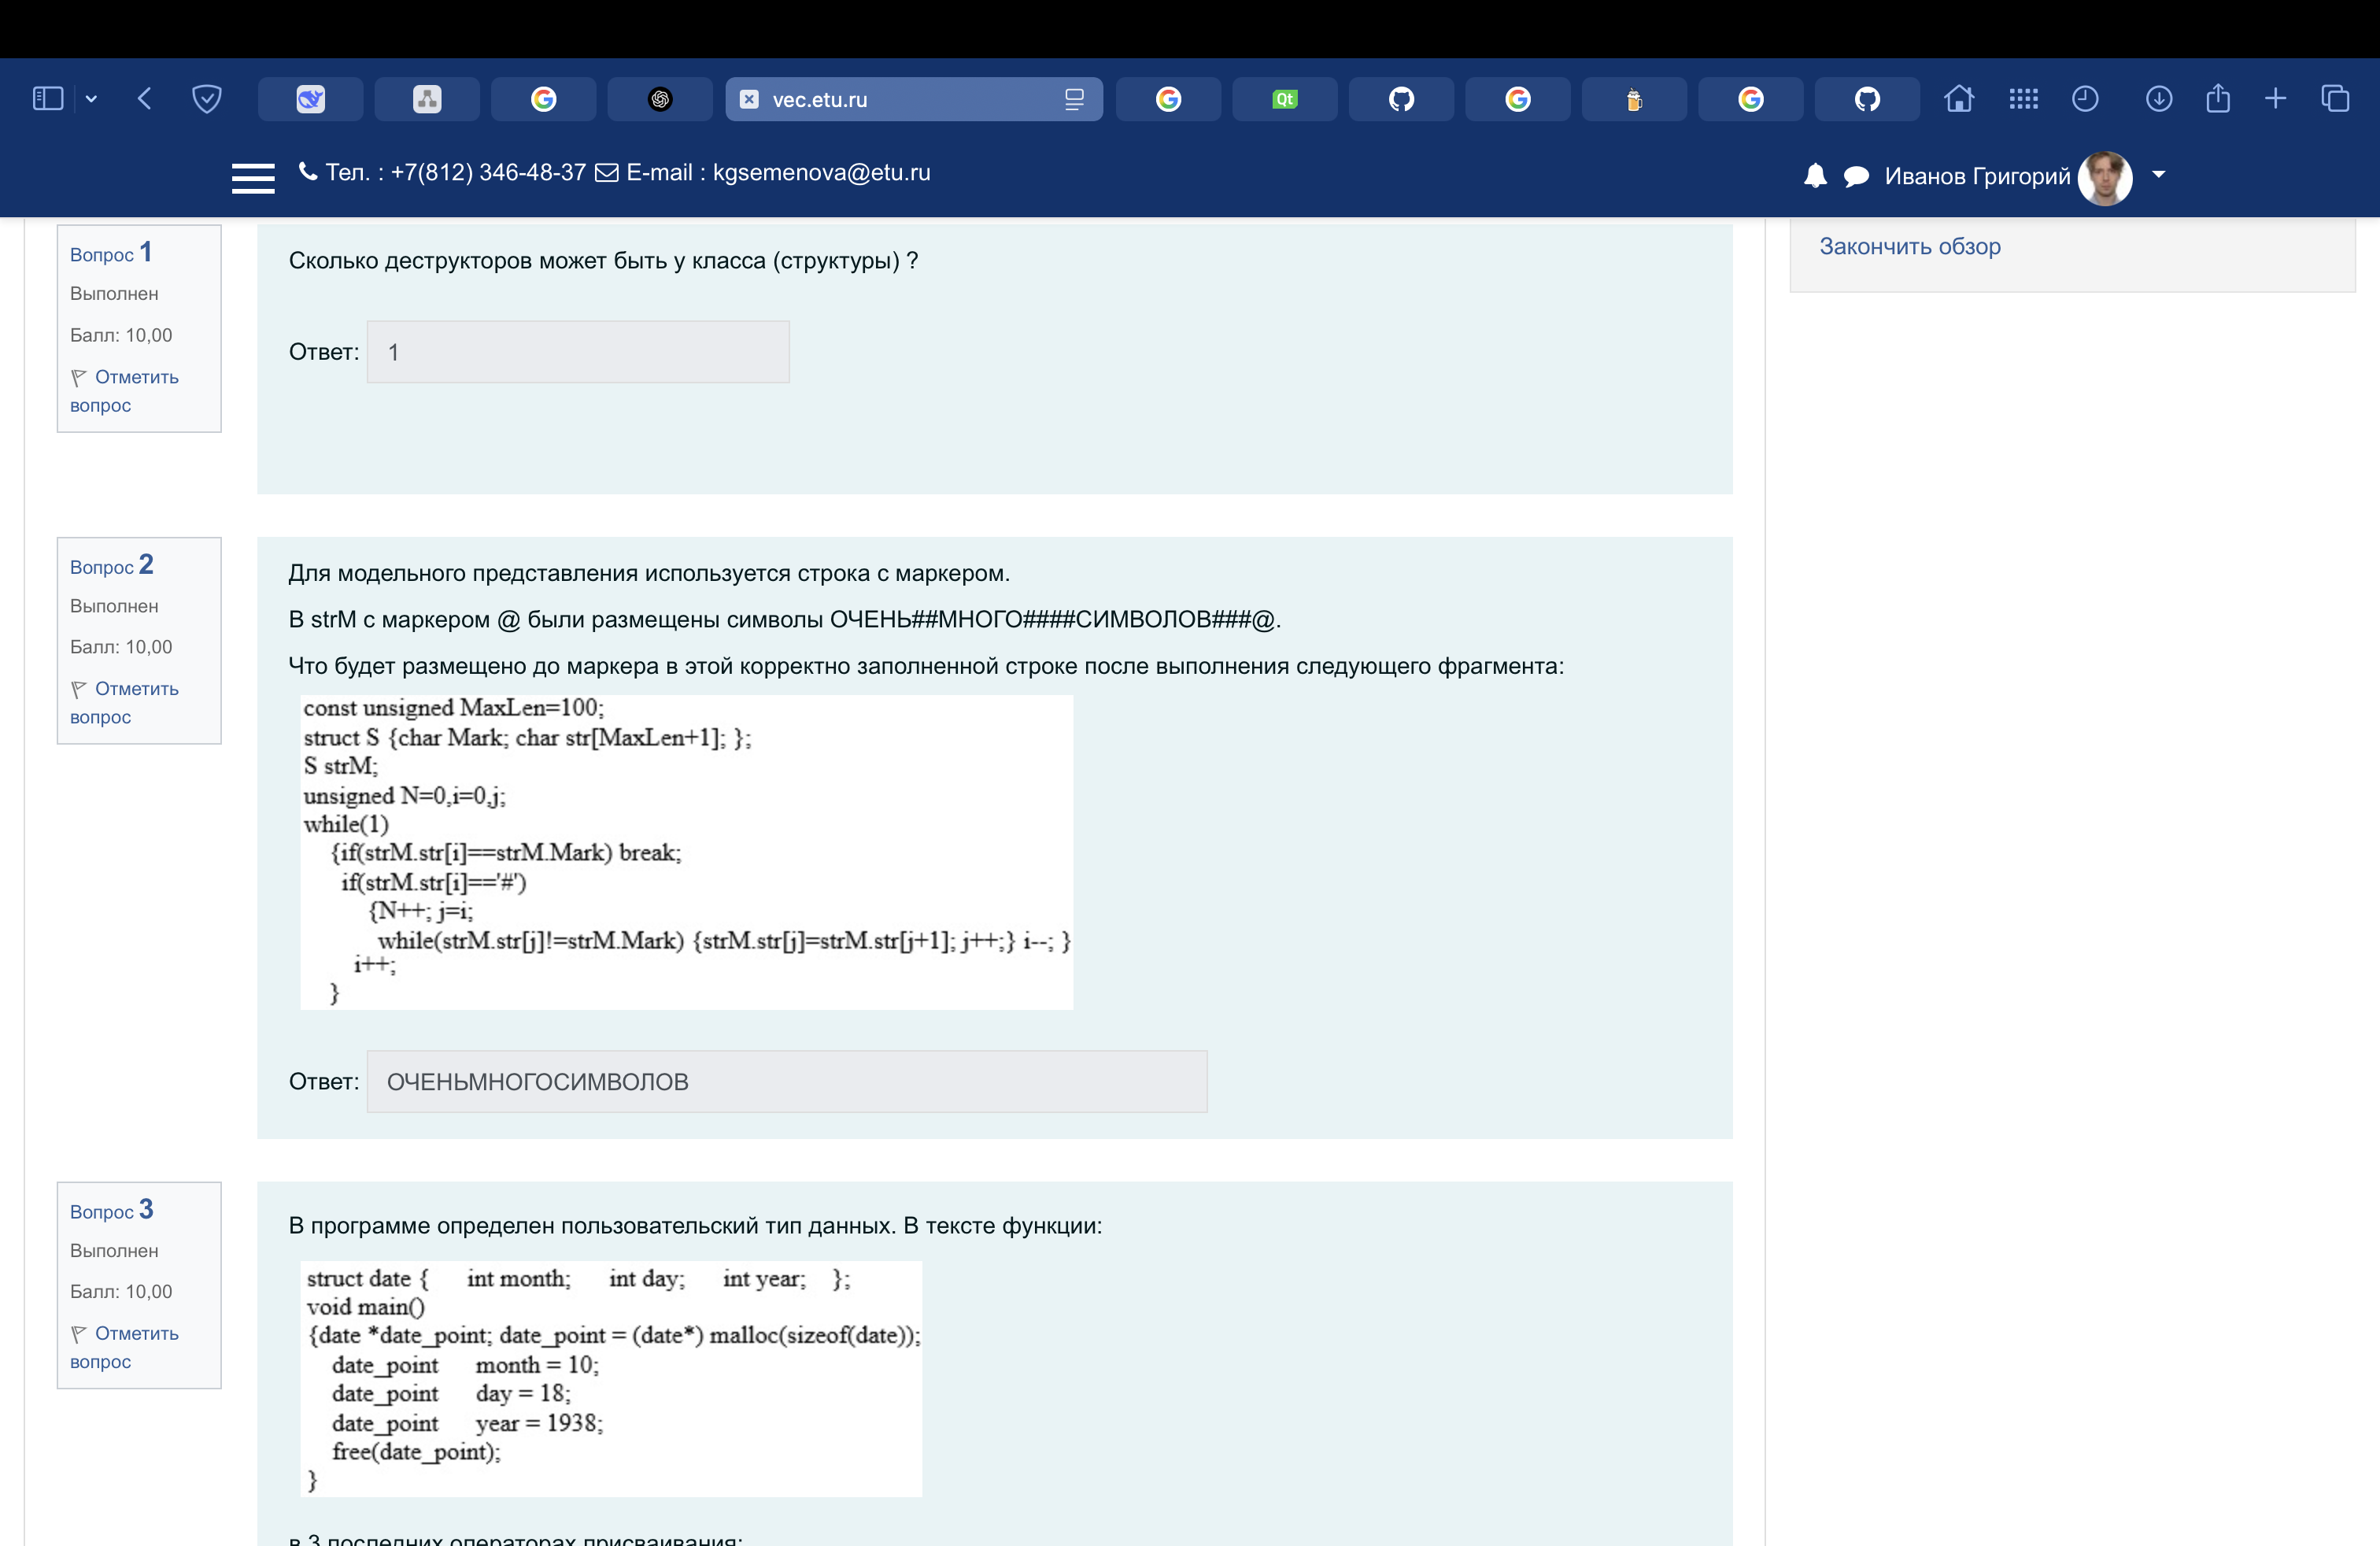 Qt
vec.etu.ru
Тел. : +7(812) 346-48-37 E-mail : kgsemenova@etu.ru
Иванов Григорий
Закончить обзор
Вопрос 1
Выполнен
Балл: 10,00
Отметить
вопрос
Сколько деструкторов может быть у класса (структуры) ?
Ответ: 1
Вопрос 2
Выполнен
Балл: 10,00
Отметить
вопрос
Для модельного представления используется строка с маркером.
В strM с маркером @ были размещены символы ОЧЕНЬ##МНОГО####СИМВОЛОВ###@.
Что будет размещено до маркера в этой корректно заполненной строке после выполнения следующего фрагмента:
const unsigned MaxLen=100;
struct S {char Mark; char str[MaxLen+1]; };
S strM;
unsigned N=0,i=0,j;
while(1)
{if(strM.str[i]==strM.Mark) break;
if(strM.str[i]=='#')
{N++; j=i;
while(strM.str[j]!=strM.Mark) {strM.str[j]=strM.str[j+1]; j++;} i--; }
i++;
}
Ответ: ОЧЕНЬМНОГОСИМВОЛОВ
Вопрос 3
Выполнен
Балл: 10,00
Отметить
вопрос
В программе определен пользовательский тип данных. В тексте функции:
struct date { int month; int day; int year; };
void main()
{date *date_point; date_point = (date*) malloc(sizeof(date));
date_point month = 10;
date_point day = 18;
date_point year = 1938;
free(date_point);
}
в 3 последних операторах присваивания: